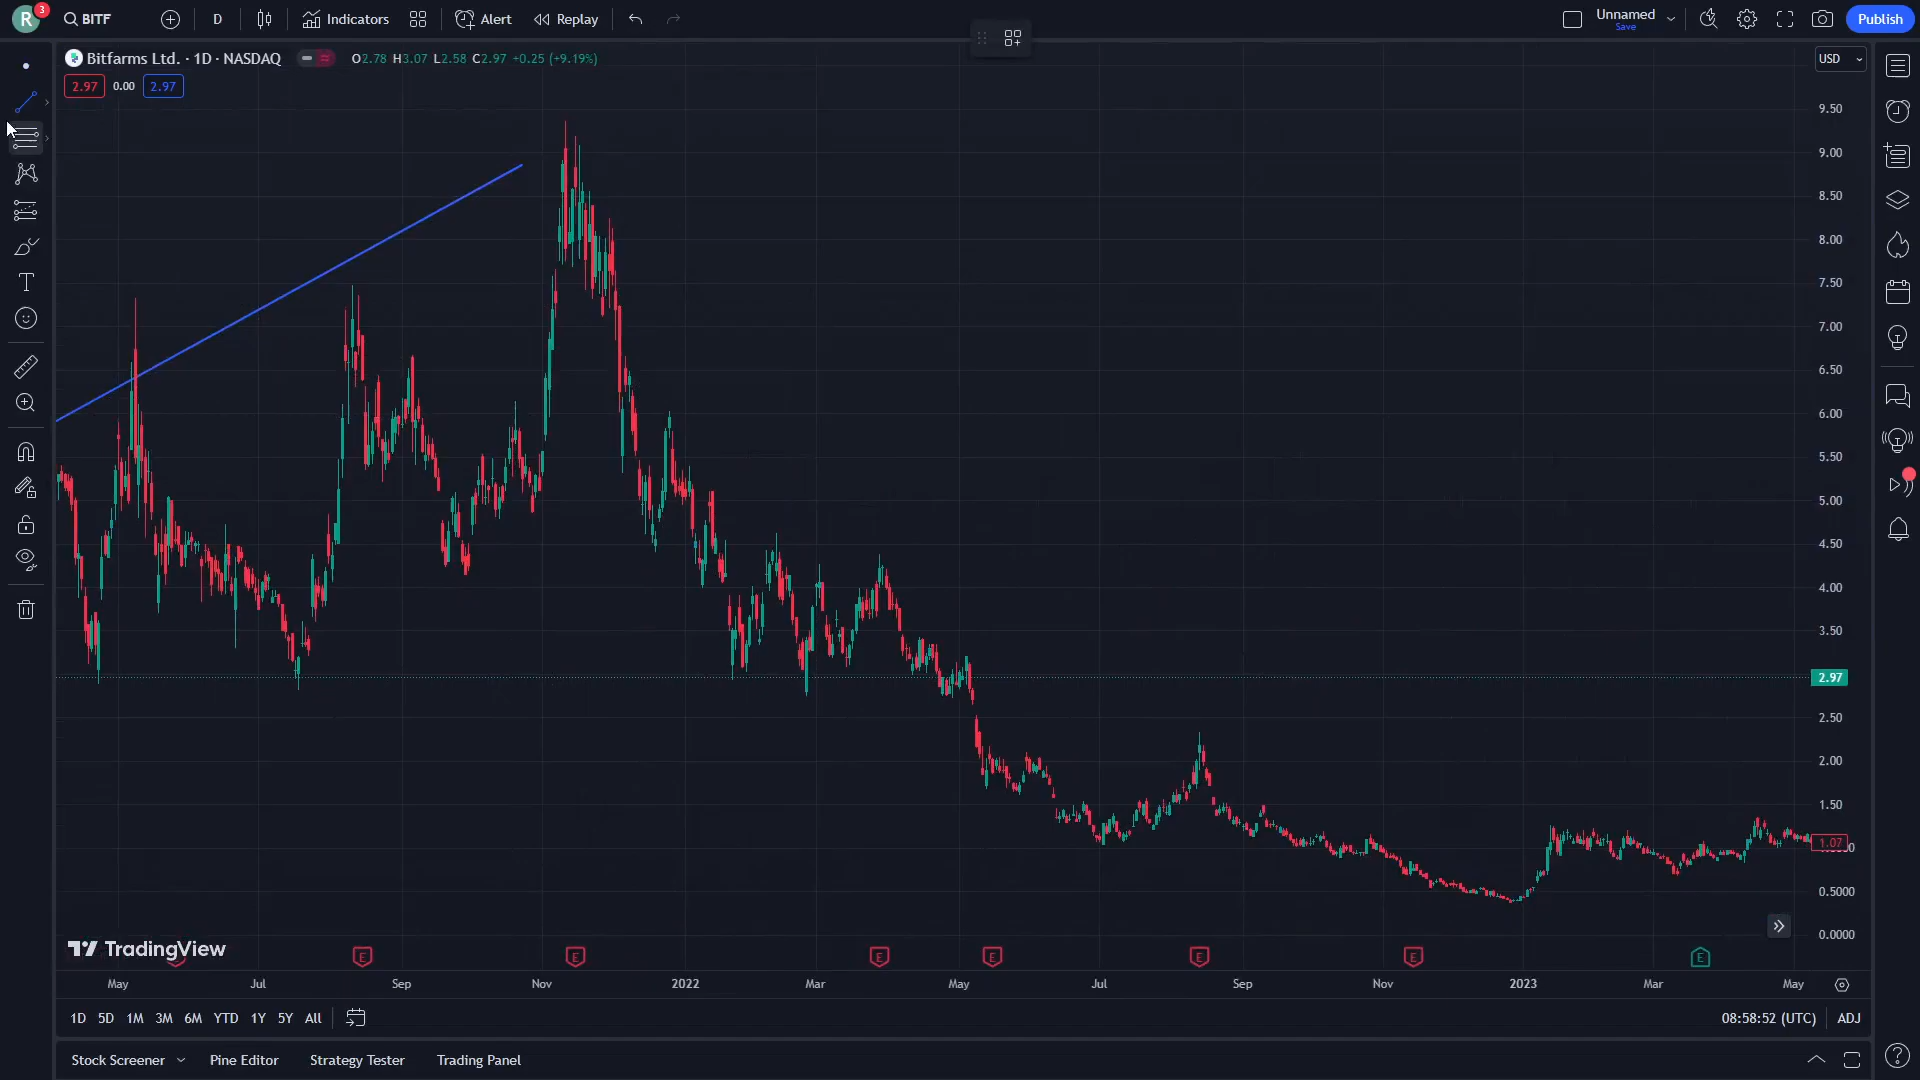 R 3 BITF D Indicators Alert Replay Unnamed Save Publish
Bitfarms Ltd. · 1D · NASDAQ O2.78 H3.07 L2.58 C2.97 +0.25 (+9.19%) USD
2.97 0.00 2.97
9.50
9.00
8.50
8.00
7.50
7.00
6.50
6.00
5.50
5.00
4.50
4.00
3.50
2.97
2.50
2.00
1.50
1.07
0.5000
0.0000
TradingView
E E E E E E E
May Jul Sep Nov 2022 Mar May Jul Sep Nov 2023 Mar May
1D 5D 1M 3M 6M YTD 1Y 5Y All 08:58:52 (UTC) ADJ
Stock Screener Pine Editor Strategy Tester Trading Panel